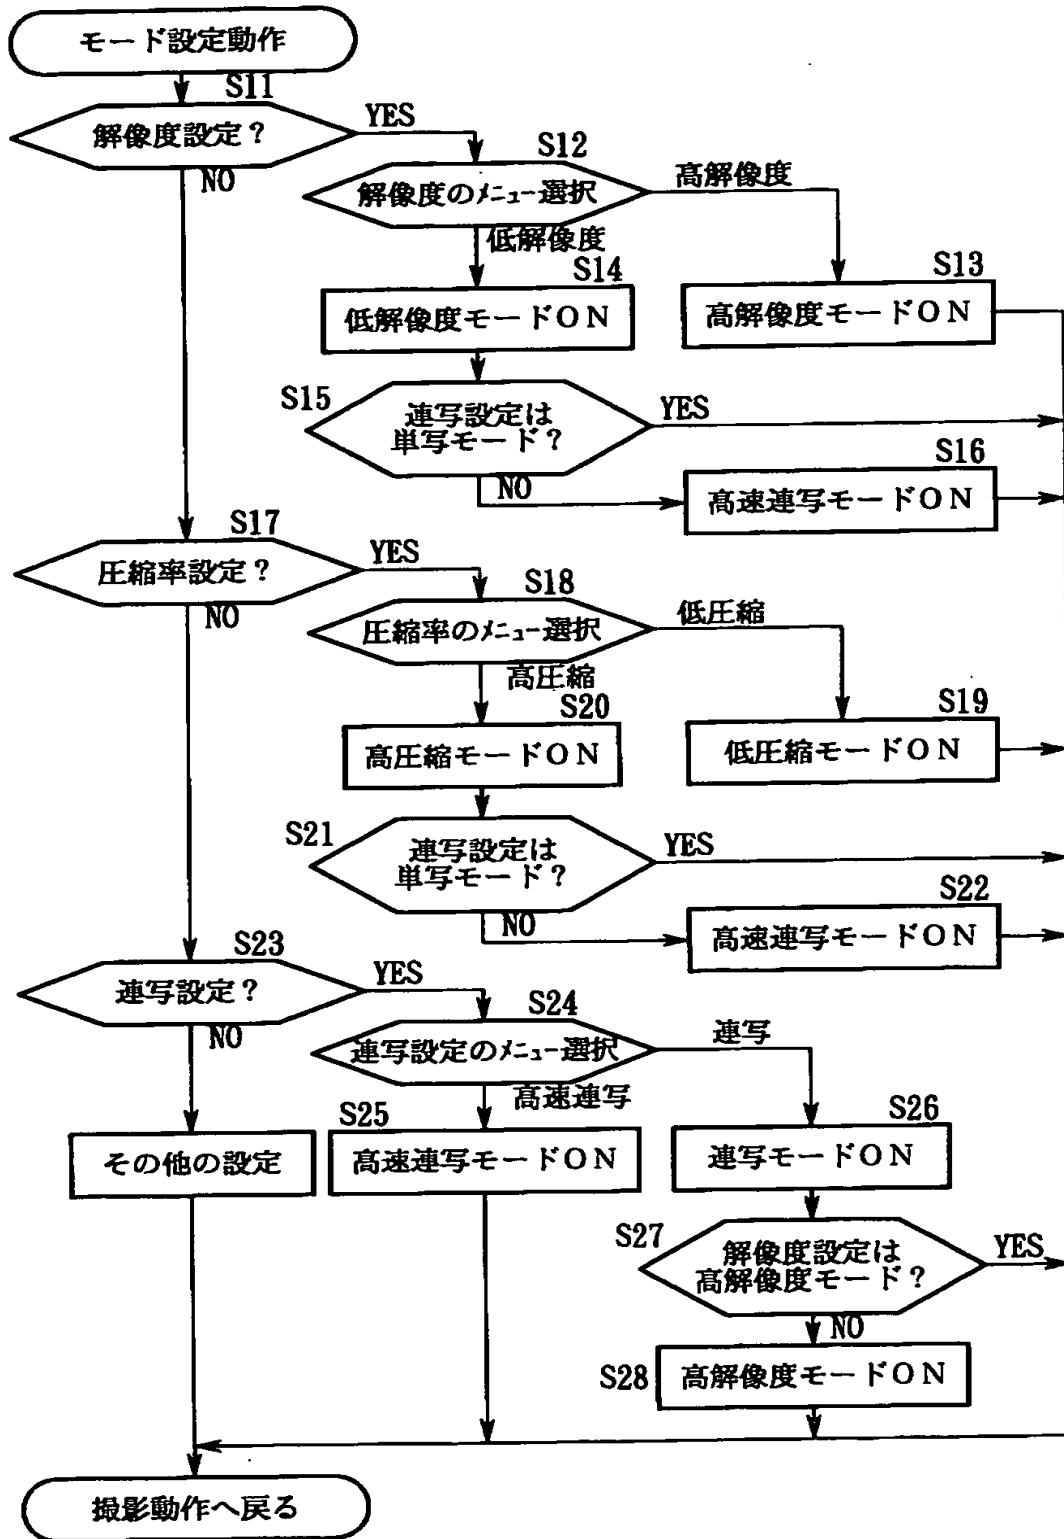 モード設定動作
S11
解像度設定?
YES
NO
S12
解像度のメニュー選択
高解像度
低解像度
S14
低解像度モードON
S13
高解像度モードON
S15
連写設定は
単写モード?
YES
NO
S16
高速連写モードON
S17
圧縮率設定?
YES
NO
S18
圧縮率のメニュー選択
低圧縮
高圧縮
S20
高圧縮モードON
S19
低圧縮モードON
S21
連写設定は
単写モード?
YES
NO
S22
高速連写モードON
S23
連写設定?
YES
NO
S24
連写設定のメニュー選択
連写
高速連写
その他の設定
S25
高速連写モードON
S26
連写モードON
S27
解像度設定は
高解像度モード?
YES
NO
S28
高解像度モードON
撮影動作へ戻る